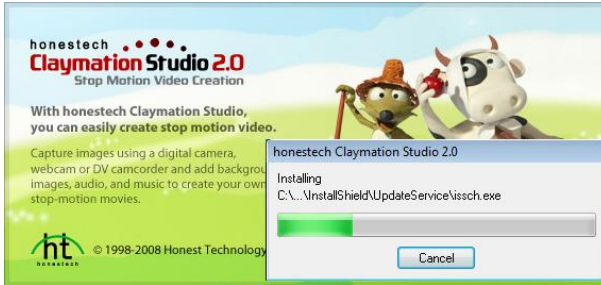 honestech
Claymation Studio 2.0
Stop Motion Video Creation
With honestech Claymation Studio,
you can easily create stop motion video.
Capture images using a digital camera,
webcam or DV camcorder and add backgrou
images, audio, and music to create your own
stop-motion movies.
ht
honestech
© 1998-2008 Honest Technology
honestech Claymation Studio 2.0
Installing
C:\...\InstallShield\UpdateService\issch.exe
Cancel